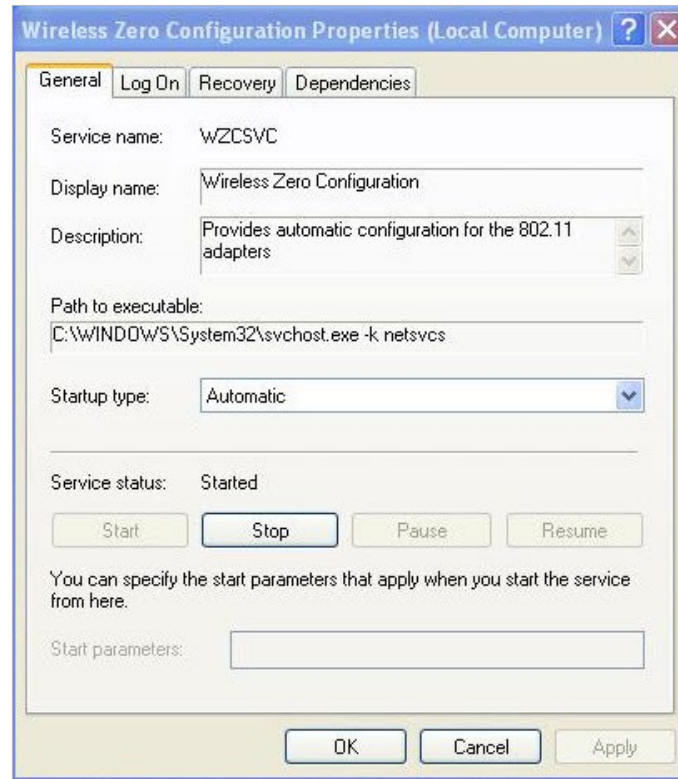 Wireless Zero Configuration Properties (Local Computer)
General Log On Recovery Dependencies
Service name: WZCSVC
Display name: Wireless Zero Configuration
Description: Provides automatic configuration for the 802.11
adapters
Path to executable:
C:\WINDOWS\System32\svchost.exe -k netsvcs
Startup type: Automatic
Service status: Started
Start Stop Pause Resume
You can specify the start parameters that apply when you start the service
from here.
Start parameters:
OK Cancel Apply